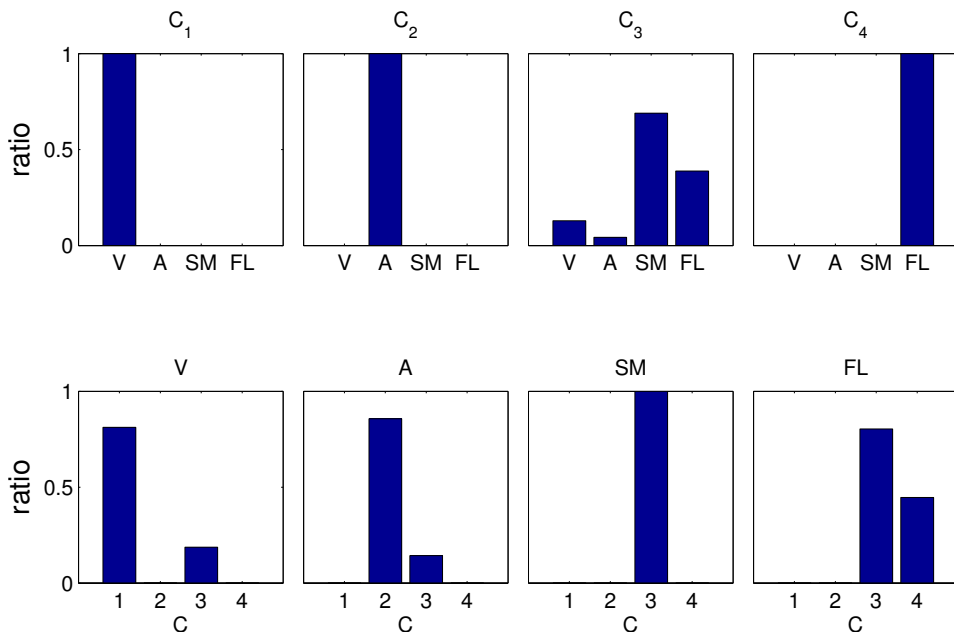 C1 C2 C3 C4
ratio
1
0.5
0
V A SM FL V A SM FL V A SM FL V A SM FL
V A SM FL
ratio
1
0.5
0
1 2 3 4 1 2 3 4 1 2 3 4 1 2 3 4
C C C C